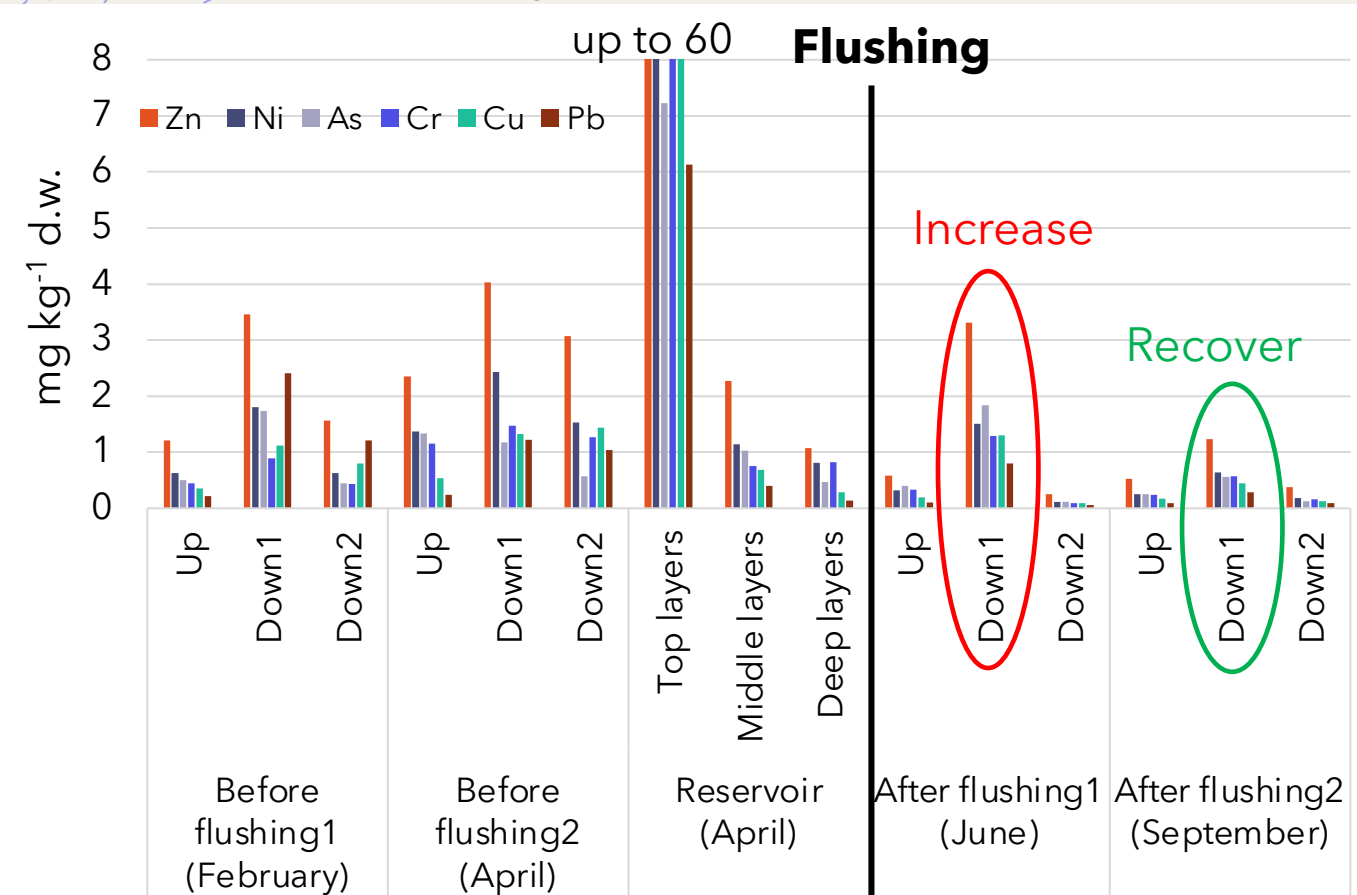 up to 60
Flushing
8
7
6
5
4
3
2
1
0
mg kg-1 d.w.
Zn Ni As Cr Cu Pb
Increase
Recover
Up
Down1
Down2
Up
Down1
Down2
Top layers
Middle layers
Deep layers
Up
Down1
Down2
Up
Down1
Down2
Before
flushing1
(February)
Before
flushing2
(April)
Reservoir
(April)
After flushing1
(June)
After flushing2
(September)